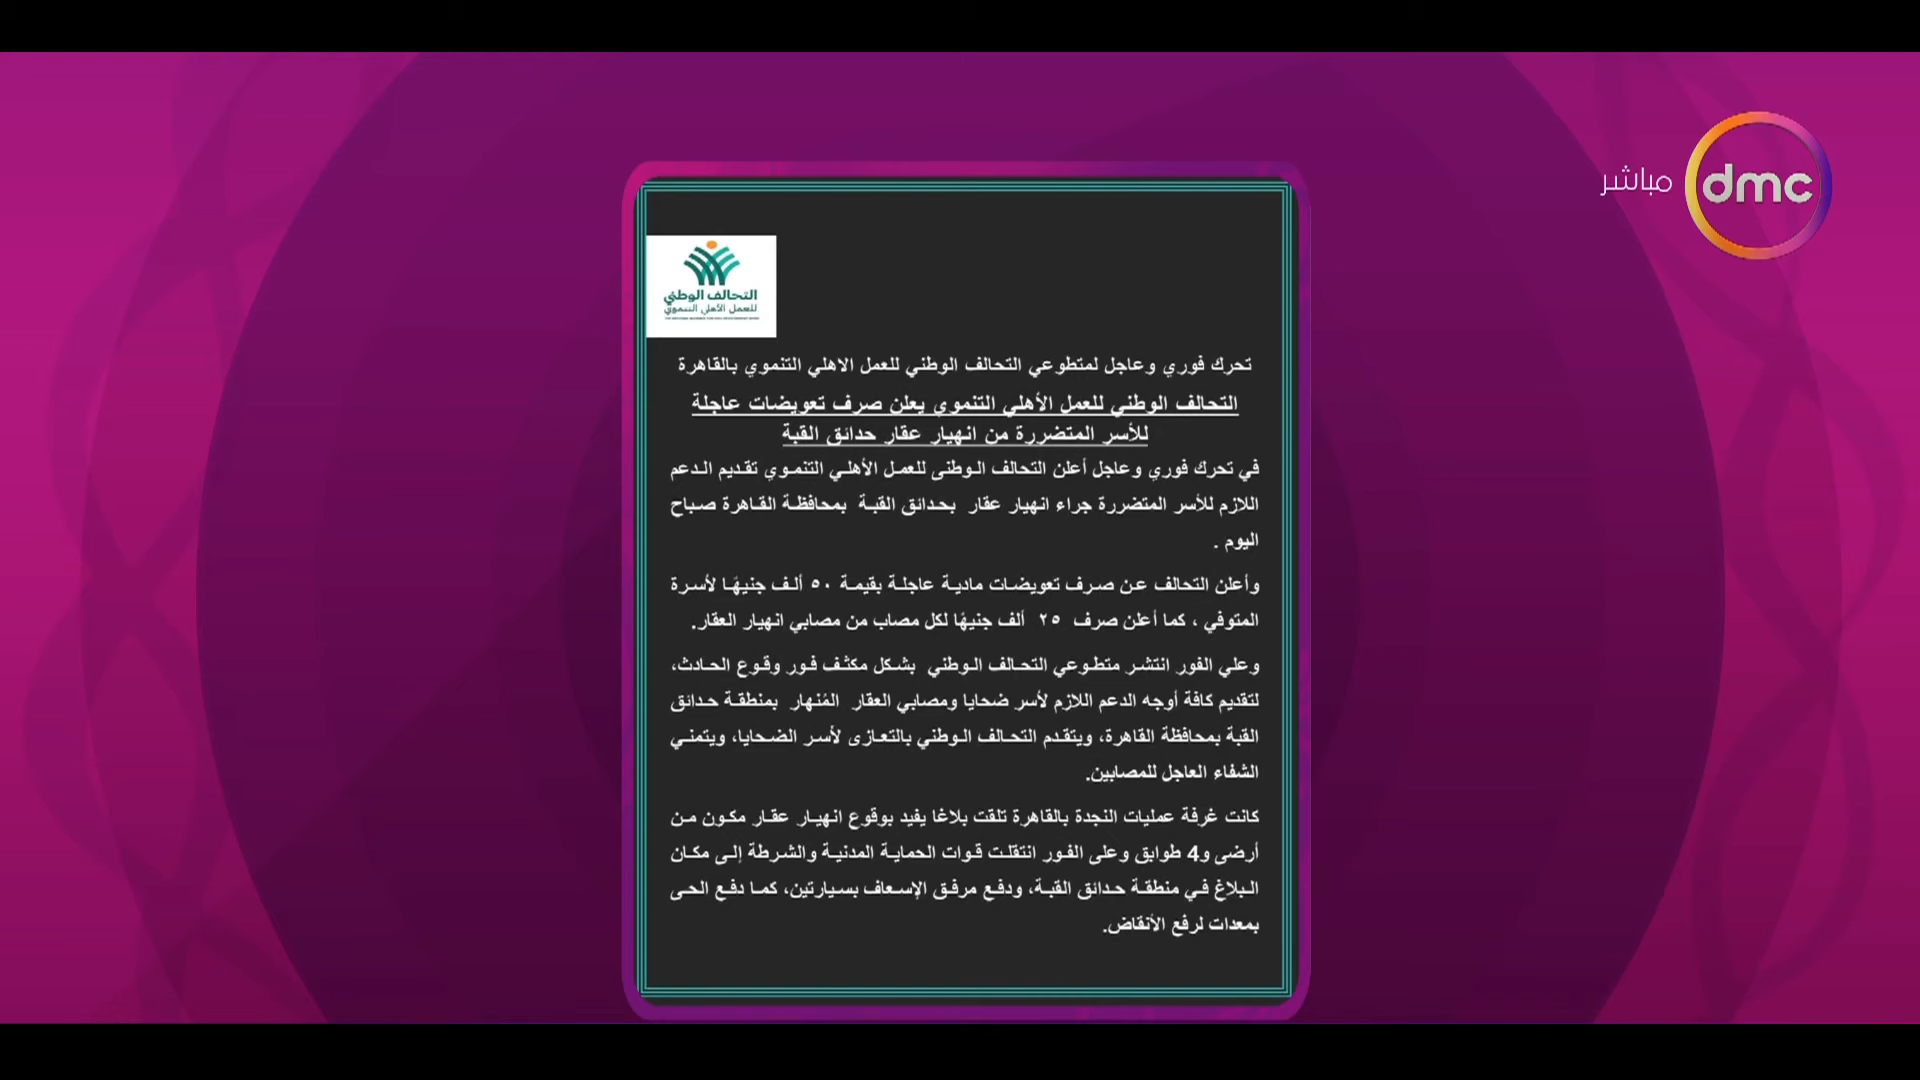 مباشر
dmc
التحالف الوطني
للعمل الأهلي التنموي
تحرك فوري وعاجل لمتطوعي التحالف الوطني للعمل الاهلي التنموي بالقاهرة
التحالف الوطني للعمل الأهلي التنموي يعلن صرف تعويضات عاجلة
للأسر المتضررة من انهيار عقار حدائق القبة
في تحرك فوري وعاجل أعلن التحالف الوطنى للعمل الأهلي التنموي تقديم الدعم
اللازم للأسر المتضررة جراء انهيار عقار بحدائق القبة بمحافظة القاهرة صباح
اليوم .
وأعلن التحالف عن صرف تعويضات مادية عاجلة بقيمة ٥٠ ألف جنيهًا لأسرة
المتوفي ، كما أعلن صرف ٢٥ ألف جنيهًا لكل مصاب من مصابي انهيار العقار.
وعلي الفور انتشر متطوعي التحالف الوطني بشكل مكثف فور وقوع الحادث،
لتقديم كافة أوجه الدعم اللازم لأسر ضحايا ومصابي العقار المُنهار بمنطقة حدائق
القبة بمحافظة القاهرة، ويتقدم التحالف الوطني بالتعازى لأسر الضحايا، ويتمني
الشفاء العاجل للمصابين.
كانت غرفة عمليات النجدة بالقاهرة تلقت بلاغا يفيد بوقوع انهيار عقار مكون من
أرضى و4 طوابق وعلى الفور انتقلت قوات الحماية المدنية والشرطة إلى مكان
البلاغ في منطقة حدائق القبة، ودفع مرفق الإسعاف بسيارتين، كما دفع الحى
بمعدات لرفع الأنقاض.